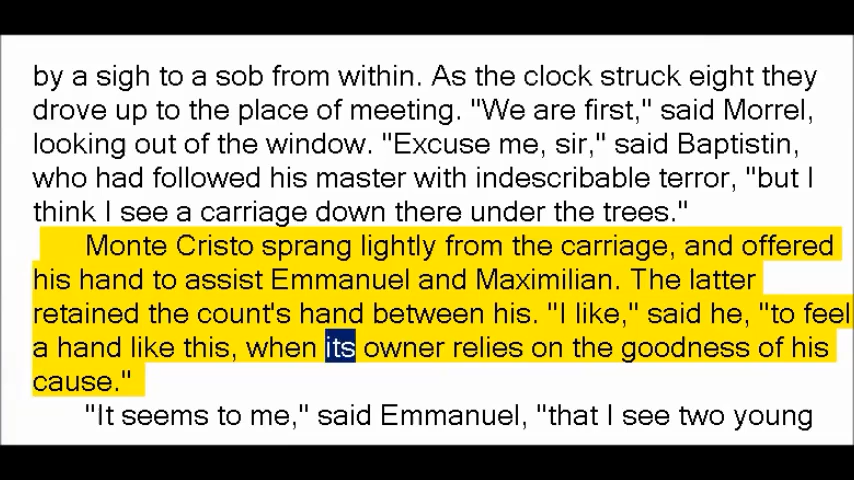 by a sigh to a sob from within. As the clock struck eight they
drove up to the place of meeting. "We are first," said Morrel,
looking out of the window. "Excuse me, sir," said Baptistin,
who had followed his master with indescribable terror, "but I
think I see a carriage down there under the trees."
Monte Cristo sprang lightly from the carriage, and offered
his hand to assist Emmanuel and Maximilian. The latter
retained the count's hand between his. "I like," said he, "to feel
a hand like this, when its owner relies on the goodness of his
cause."
"It seems to me," said Emmanuel, "that I see two young